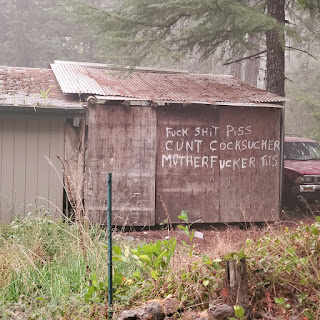 FUCK SHIT PISS
CUNT COCKSUCKER
MOTHERFUCKER TITS